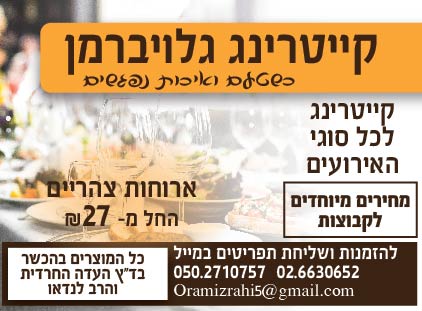 קייטרינג גלויברמן
כשטעם ואיכות נפגשים
קייטרינג
לכל סוגי
האירועים
ארוחות צהריים
החל מ- 27 ₪
מחירים מיוחדים
לקבוצות
להזמנות ושליחת תפריטים במייל
050.2710757 02.6630652
Oramizrahi5@gmail.com
כל המוצרים בהכשר
בד"ץ העדה החרדית
והרב לנדאו